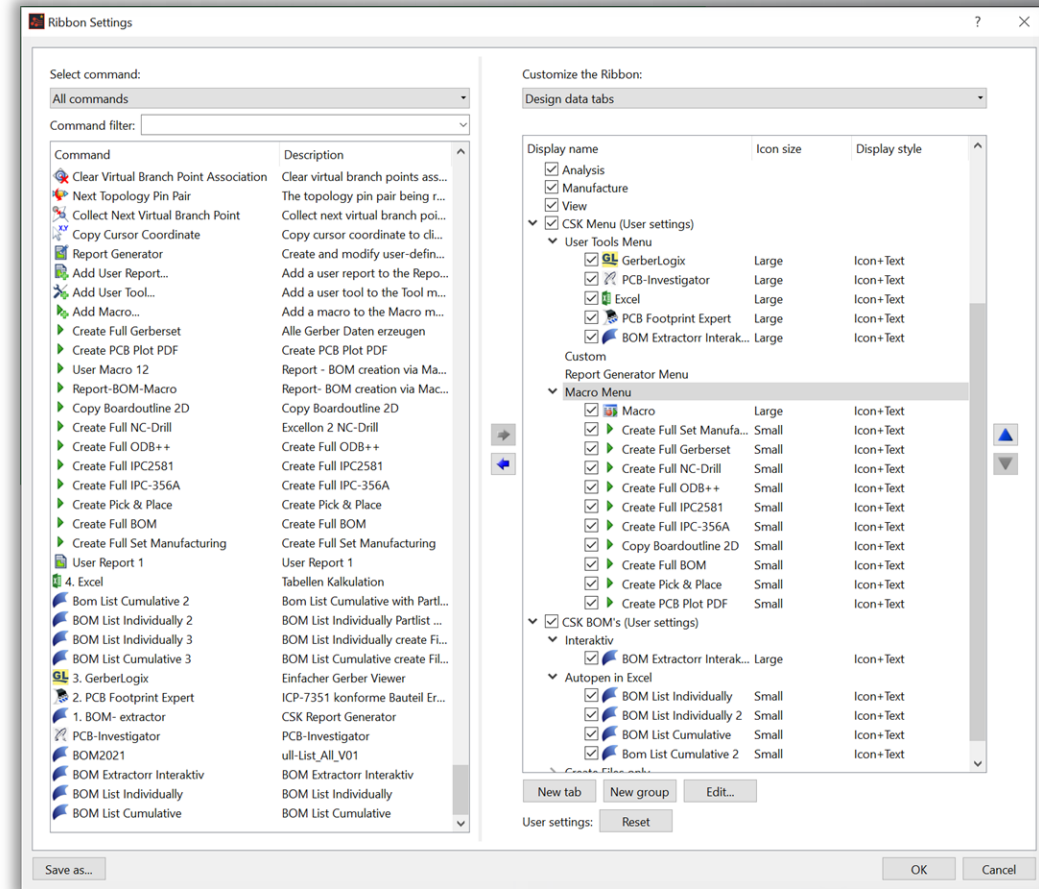 Ribbon Settings
?
Select command:
All commands
Command filter:
Command Description
Clear Virtual Branch Point Association Clear virtual branch points ass...
Next Topology Pin Pair The topology pin pair being r...
Collect Next Virtual Branch Point Collect next virtual branch poi...
Copy Cursor Coordinate Copy cursor coordinate to cli...
Report Generator Create and modify user-defin...
Add User Report... Add a user report to the Repo...
Add User Tool... Add a user tool to the Tool m...
Add Macro... Add a macro to the Macro m...
Create Full Gerberset Alle Gerber Daten erzeugen
Create PCB Plot PDF Create PCB Plot PDF
User Macro 12 Report - BOM creation via Ma...
Report-BOM-Macro Report- BOM creation via Mac...
Copy Boardoutline 2D Copy Boardoutline 2D
Create Full NC-Drill Excellon 2 NC-Drill
Create Full ODB++ Create Full ODB++
Create Full IPC2581 Create Full IPC2581
Create Full IPC-356A Create Full IPC-356A
Create Pick & Place Create Pick & Place
Create Full BOM Create Full BOM
Create Full Set Manufacturing Create Full Set Manufacturing
User Report 1 User Report 1
4. Excel Tabellen Kalkulation
Bom List Cumulative 2 Bom List Cumulative with Partl...
BOM List Individually 2 BOM List Individually Partlist ...
BOM List Individually 3 BOM List Individually create Fi...
BOM List Cumulative 3 BOM List Cumulative create Fil...
GL 3. GerberLogix Einfacher Gerber Viewer
2. PCB Footprint Expert ICP-7351 konforme Bauteil Er...
1. BOM- extractor CSK Report Generator
PCB-Investigator PCB-Investigator
BOM2021 ull-List_All_V01
BOM Extractorr Interaktiv BOM Extractorr Interaktiv
BOM List Individually BOM List Individually
BOM List Cumulative BOM List Cumulative
Customize the Ribbon:
Design data tabs
Display name Icon size Display style
Analysis
Manufacture
View
CSK Menu (User settings)
User Tools Menu
GL GerberLogix Large Icon+Text
PCB-Investigator Large Icon+Text
Excel Large Icon+Text
PCB Footprint Expert Large Icon+Text
BOM Extractorr Interak... Large Icon+Text
Custom
Report Generator Menu
Macro Menu
Macro Large Icon+Text
Create Full Set Manufa... Small Icon+Text
Create Full Gerberset Small Icon+Text
Create Full NC-Drill Small Icon+Text
Create Full ODB++ Small Icon+Text
Create Full IPC2581 Small Icon+Text
Create Full IPC-356A Small Icon+Text
Copy Boardoutline 2D Small Icon+Text
Create Full BOM Small Icon+Text
Create Pick & Place Small Icon+Text
Create PCB Plot PDF Small Icon+Text
CSK BOM's (User settings)
Interaktiv
BOM Extractorr Interak... Large Icon+Text
Autopen in Excel
BOM List Individually Small Icon+Text
BOM List Individually 2 Small Icon+Text
BOM List Cumulative Small Icon+Text
Bom List Cumulative 2 Small Icon+Text
Create Files only
New tab New group Edit...
User settings: Reset
Save as... OK Cancel